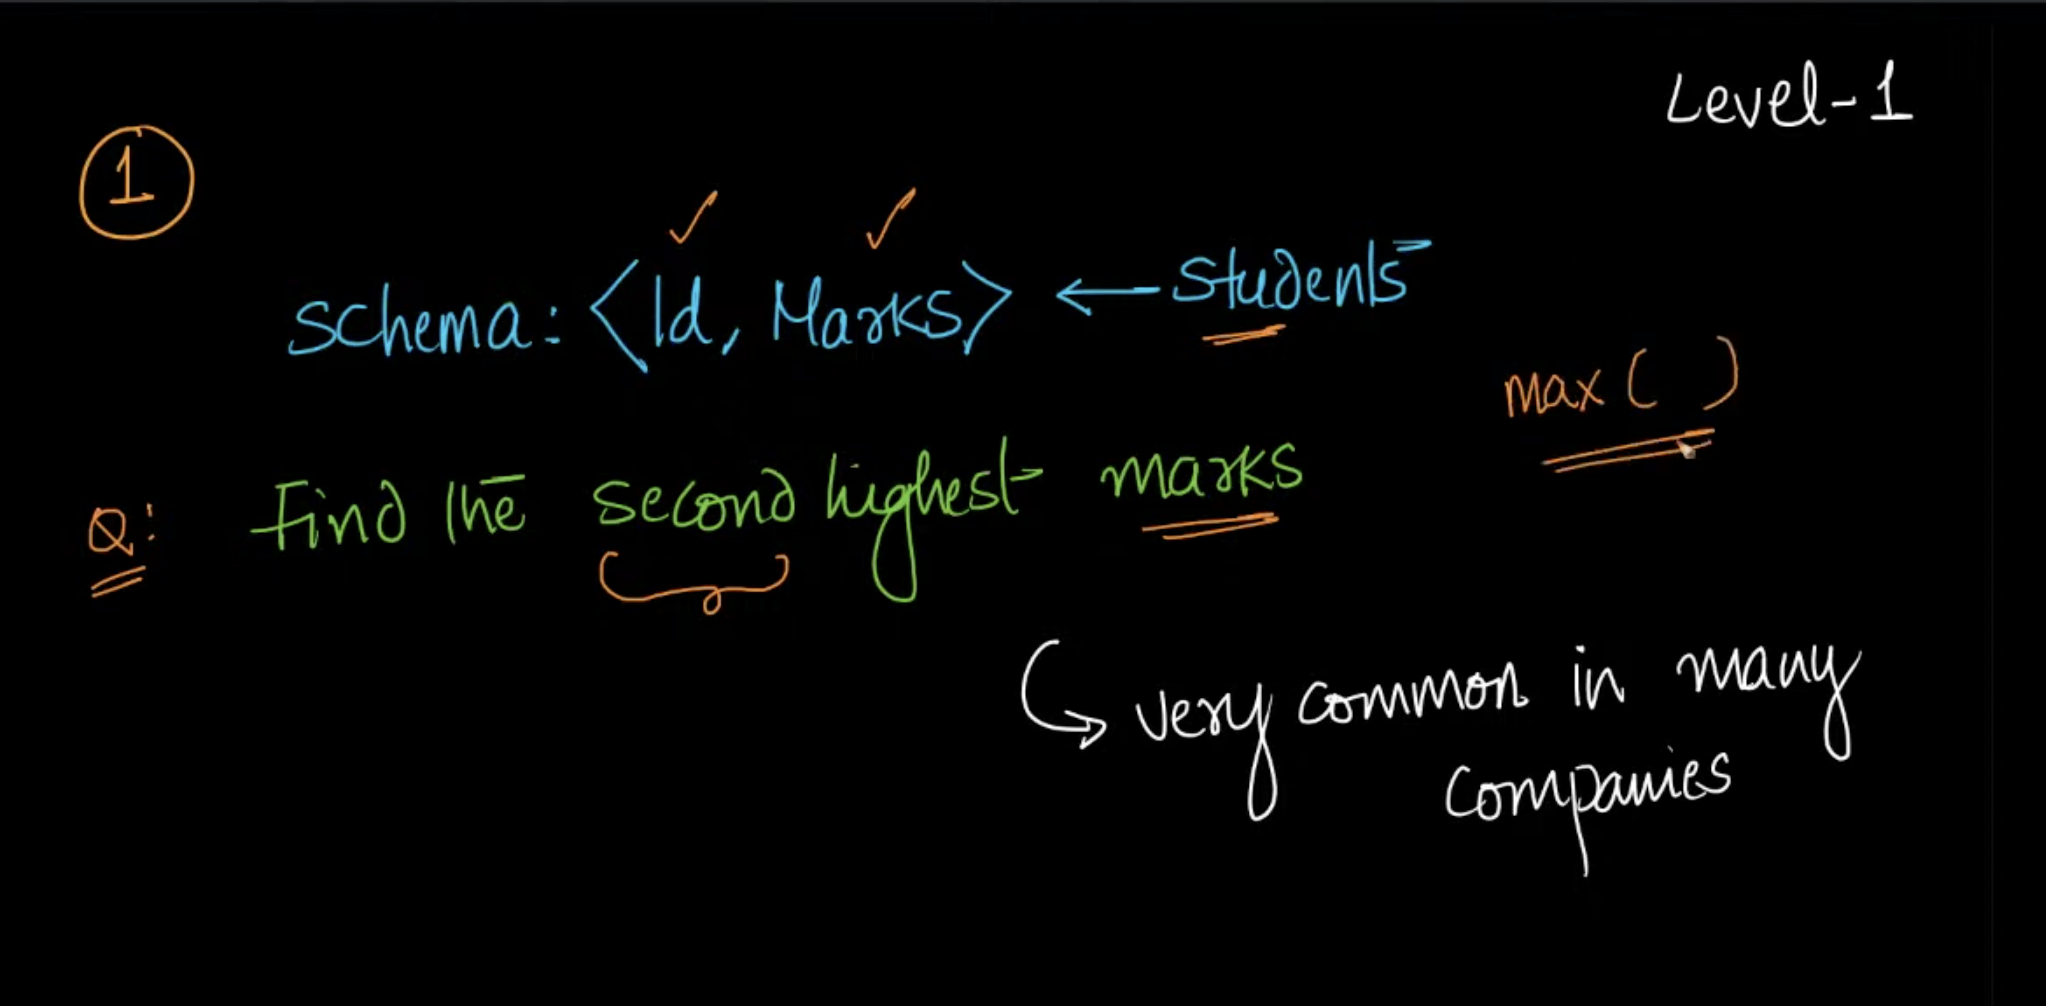 Level-1
1
Schema: <Id, Marks> ← Students
max( )
Q: Find the second highest marks
↳ very common in many
companies